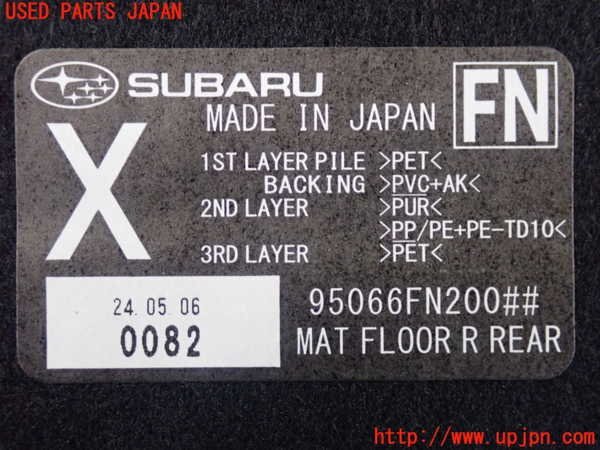 USED PARTS JAPAN
SUBARU
MADE IN JAPAN
FN
X
1ST LAYER PILE >PET<
BACKING >PVC+AK<
2ND LAYER >PUR<
>PP/PE+PE-TD10<
3RD LAYER >PET<
24.05.06
0082
95066FN200##
MAT FLOOR R REAR
http://www.upjpn.com/